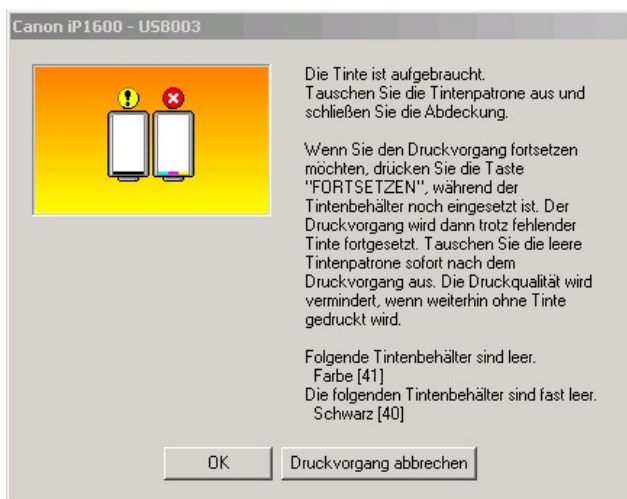 Canon iP1600 - USB003
Die Tinte ist aufgebraucht.
Tauschen Sie die Tintenpatrone aus und
schließen Sie die Abdeckung.
Wenn Sie den Druckvorgang fortsetzen
möchten, drücken Sie die Taste
"FORTSETZEN", während der
Tintenbehälter noch eingesetzt ist. Der
Druckvorgang wird dann trotz fehlender
Tinte fortgesetzt. Tauschen Sie die leere
Tintenpatrone sofort nach dem
Druckvorgang aus. Die Druckqualität wird
vermindert, wenn weiterhin ohne Tinte
gedruckt wird.
Folgende Tintenbehälter sind leer.
Farbe [41]
Die folgenden Tintenbehälter sind fast leer.
Schwarz [40]
OK
Druckvorgang abbrechen